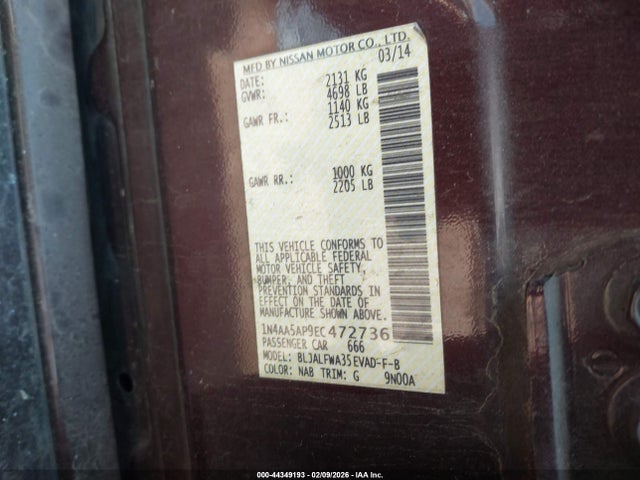 MFD BY NISSAN MOTOR CO., LTD.
DATE: 03/14
GVWR: 2131 KG
4698 LB
GAWR FR.: 1140 KG
2513 LB
GAWR RR.: 1000 KG
2205 LB
THIS VEHICLE CONFORMS TO
ALL APPLICABLE FEDERAL
MOTOR VEHICLE SAFETY,
BUMPER, AND THEFT
PREVENTION STANDARDS IN
EFFECT ON THE DATE OF
MANUFACTURE SHOWN ABOVE.
1N4AA5AP9EC472736
PASSENGER CAR 666
MODEL: BLJALFWA35EVAD-F-B
COLOR: NAB TRIM: G 9N00A
000-44349193 - 02/09/2026 - IAA Inc.